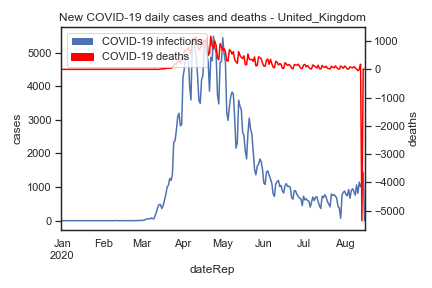 New COVID-19 daily cases and deaths - United_Kingdom
COVID-19 infections
COVID-19 deaths
5000
4000
3000
2000
1000
0
cases
1000
0
-1000
-2000
-3000
-4000
-5000
deaths
Jan
2020
Feb
Mar
Apr
May
Jun
Jul
Aug
dateRep